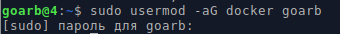 goarb@4:~$ sudo usermod -aG docker goarb
[sudo] пароль для goarb: